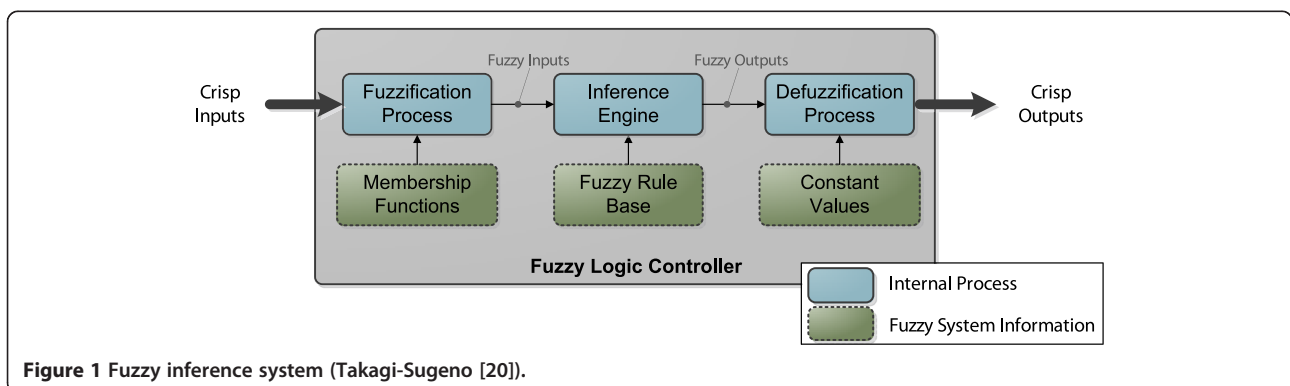 Fuzzy Inputs
Fuzzy Outputs
Crisp
Inputs
Fuzzification
Process
Inference
Engine
Defuzzification
Process
Crisp
Outputs
Membership
Functions
Fuzzy Rule
Base
Constant
Values
Fuzzy Logic Controller
Internal Process
Fuzzy System Information
Figure 1 Fuzzy inference system (Takagi-Sugeno [20]).